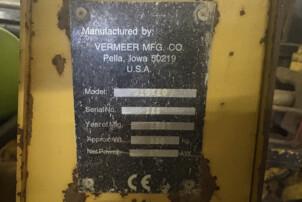 Manufactured by:
VERMEER MFG. CO.
Pella, Iowa 50219
U.S.A.
Model:
Serial No.
Year of Mfg.
Approx Wt. kg
Net Power:
CE